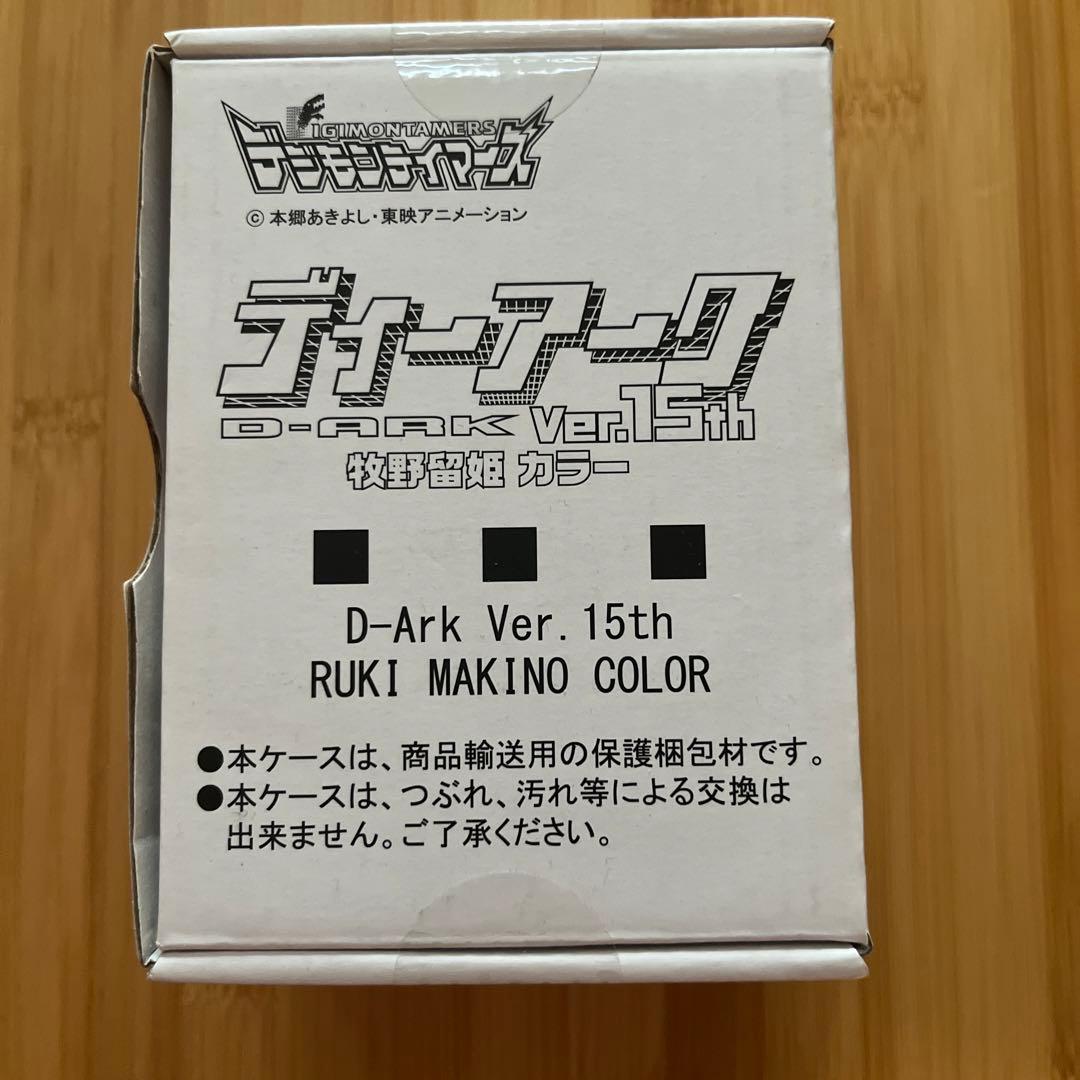 DIGIMONTAMERS
デジモンテイマーズ
© 本郷あきよし・東映アニメーション
ディーアーク
D-ARK Ver.15th
牧野留姫 カラー
D-Ark Ver. 15th
RUKI MAKINO COLOR
●本ケースは、商品輸送用の保護梱包材です。
●本ケースは、つぶれ、汚れ等による交換は
出来ません。ご了承ください。